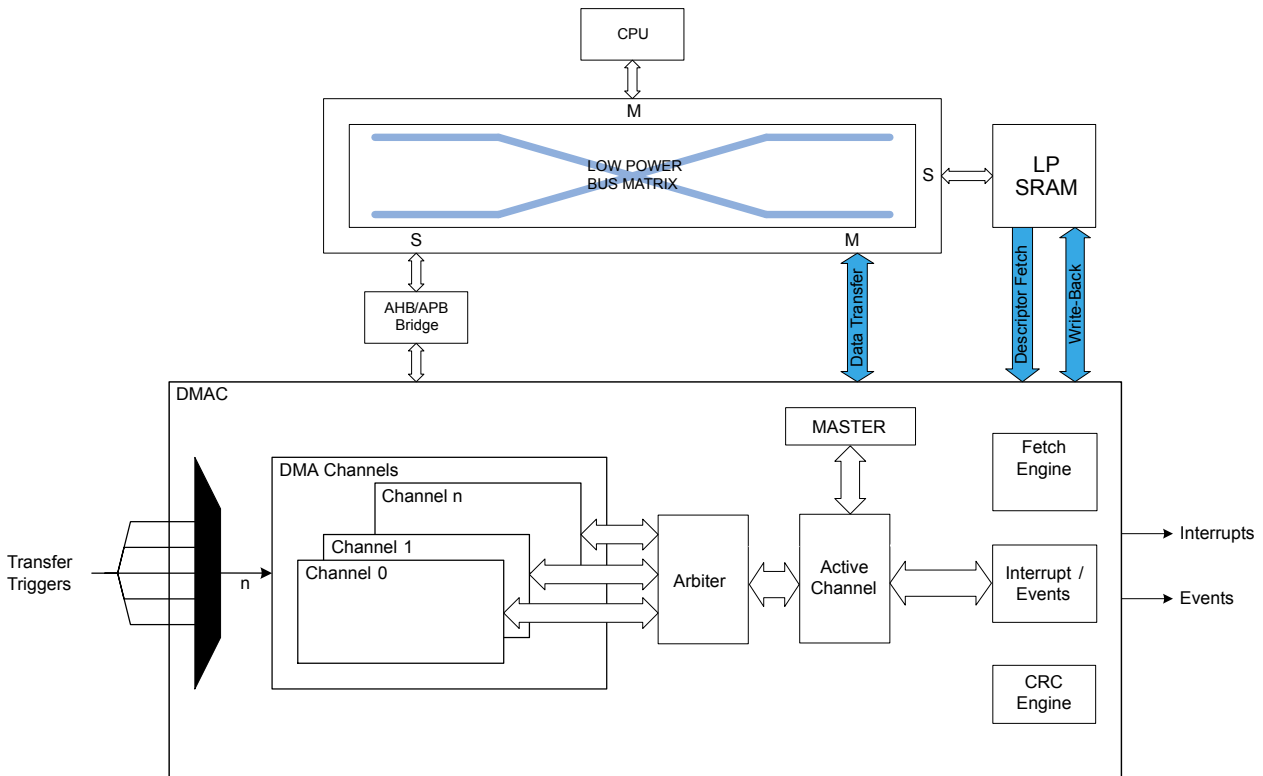 CPU
M
LOW POWER
BUS MATRIX
S
LP
SRAM
S
M
AHB/APB
Bridge
Data Transfer
Descriptor Fetch
Write-Back
DMAC
MASTER
Fetch
Engine
DMA Channels
Channel n
Channel 1
Channel 0
Transfer
Triggers
n
Arbiter
Active
Channel
Interrupt /
Events
Interrupts
Events
CRC
Engine